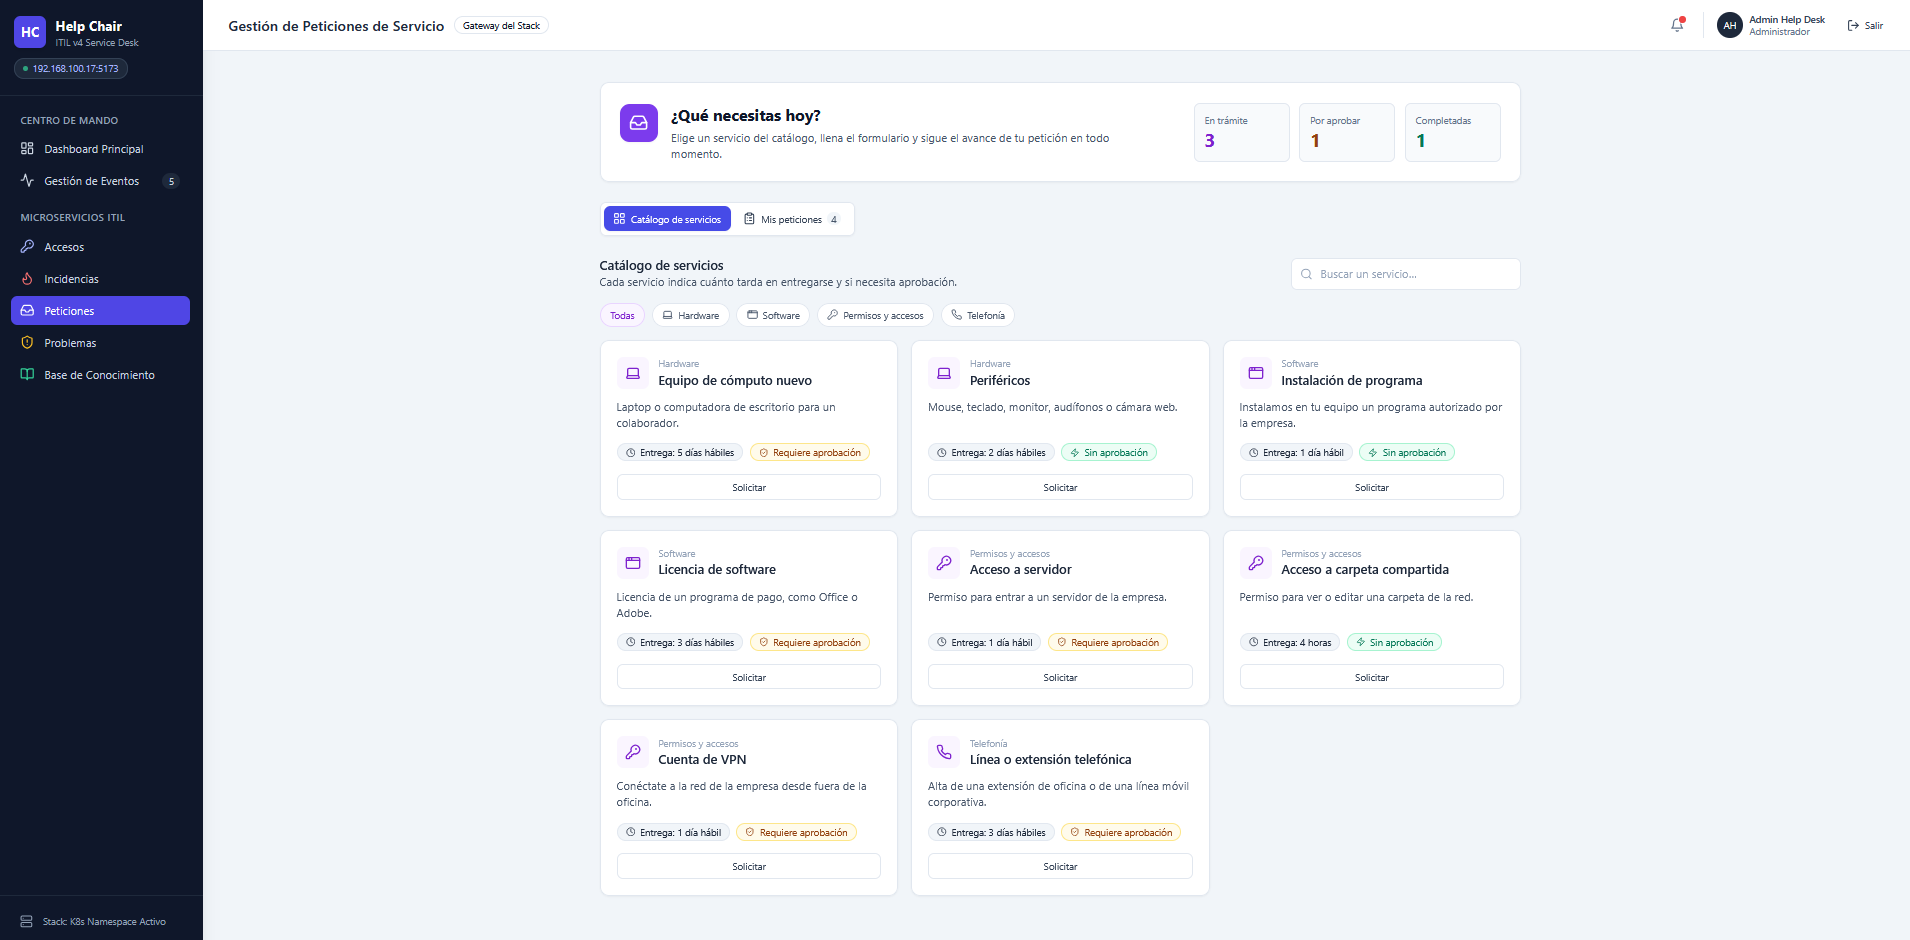 HC
Help Chair
ITIL v4 Service Desk
192.168.100.17:5173
CENTRO DE MANDO
Dashboard Principal
Gestión de Eventos 5
MICROSERVICIOS ITIL
Accesos
Incidencias
Peticiones
Problemas
Base de Conocimiento
Stack: K8s Namespace Activo
Gestión de Peticiones de Servicio Gateway del Stack
AH
Admin Help Desk
Administrador
Salir
¿Qué necesitas hoy?
Elige un servicio del catálogo, llena el formulario y sigue el avance de tu petición en todo
momento.
En trámite
3
Por aprobar
1
Completadas
1
Catálogo de servicios Mis peticiones 4
Catálogo de servicios
Cada servicio indica cuánto tarda en entregarse y si necesita aprobación.
Buscar un servicio...
Todas Hardware Software Permisos y accesos Telefonía
Hardware
Equipo de cómputo nuevo
Laptop o computadora de escritorio para un
colaborador.
Entrega: 5 días hábiles Requiere aprobación
Solicitar
Hardware
Periféricos
Mouse, teclado, monitor, audífonos o cámara web.
Entrega: 2 días hábiles Sin aprobación
Solicitar
Software
Instalación de programa
Instalamos en tu equipo un programa autorizado por
la empresa.
Entrega: 1 día hábil Sin aprobación
Solicitar
Software
Licencia de software
Licencia de un programa de pago, como Office o
Adobe.
Entrega: 3 días hábiles Requiere aprobación
Solicitar
Permisos y accesos
Acceso a servidor
Permiso para entrar a un servidor de la empresa.
Entrega: 1 día hábil Requiere aprobación
Solicitar
Permisos y accesos
Acceso a carpeta compartida
Permiso para ver o editar una carpeta de la red.
Entrega: 4 horas Sin aprobación
Solicitar
Permisos y accesos
Cuenta de VPN
Conéctate a la red de la empresa desde fuera de la
oficina.
Entrega: 1 día hábil Requiere aprobación
Solicitar
Telefonía
Línea o extensión telefónica
Alta de una extensión de oficina o de una línea móvil
corporativa.
Entrega: 3 días hábiles Requiere aprobación
Solicitar